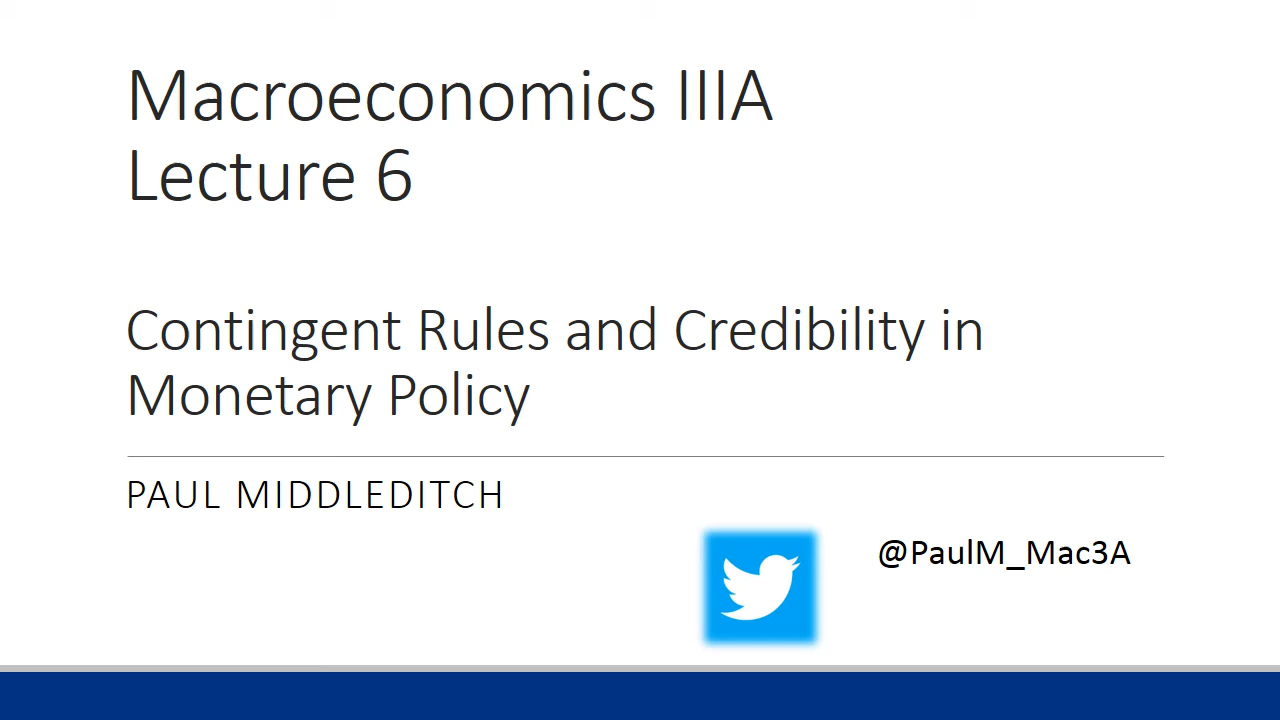 Macroeconomics IIIA
Lecture 6
Contingent Rules and Credibility in
Monetary Policy
PAUL MIDDLEDITCH
@PaulM_Mac3A